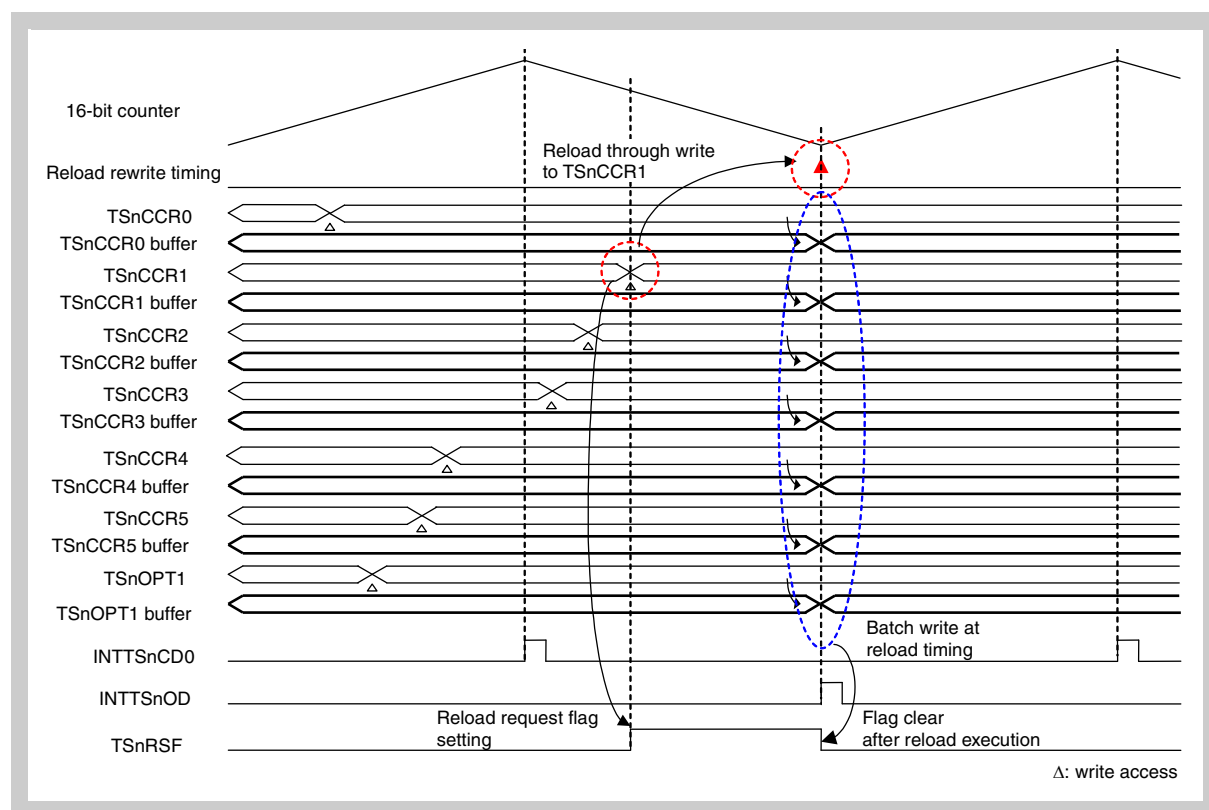 16-bit counter
Reload through write
to TSnCCR1
Reload rewrite timing
TSnCCR0
TSnCCR0 buffer
TSnCCR1
TSnCCR1 buffer
TSnCCR2
TSnCCR2 buffer
TSnCCR3
TSnCCR3 buffer
TSnCCR4
TSnCCR4 buffer
TSnCCR5
TSnCCR5 buffer
TSnOPT1
TSnOPT1 buffer
Batch write at
reload timing
INTTSnCD0
INTTSnOD
Reload request flag
setting
Flag clear
after reload execution
TSnRSF
Δ: write access